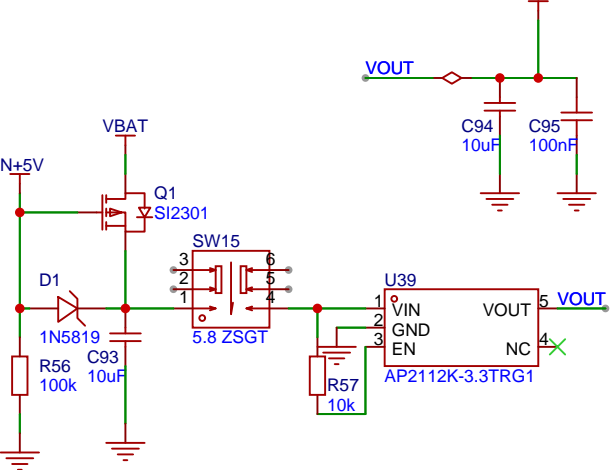 VOUT
C94
10uF
C95
100nF
VBAT
N+5V
Q1
SI2301
SW15
3
2
1
6
5
4
5.8 ZSGT
D1
1N5819
C93
10uF
R56
100k
R57
10k
U39
1
2
3
VIN
GND
EN
VOUT
NC
5
4
VOUT
AP2112K-3.3TRG1